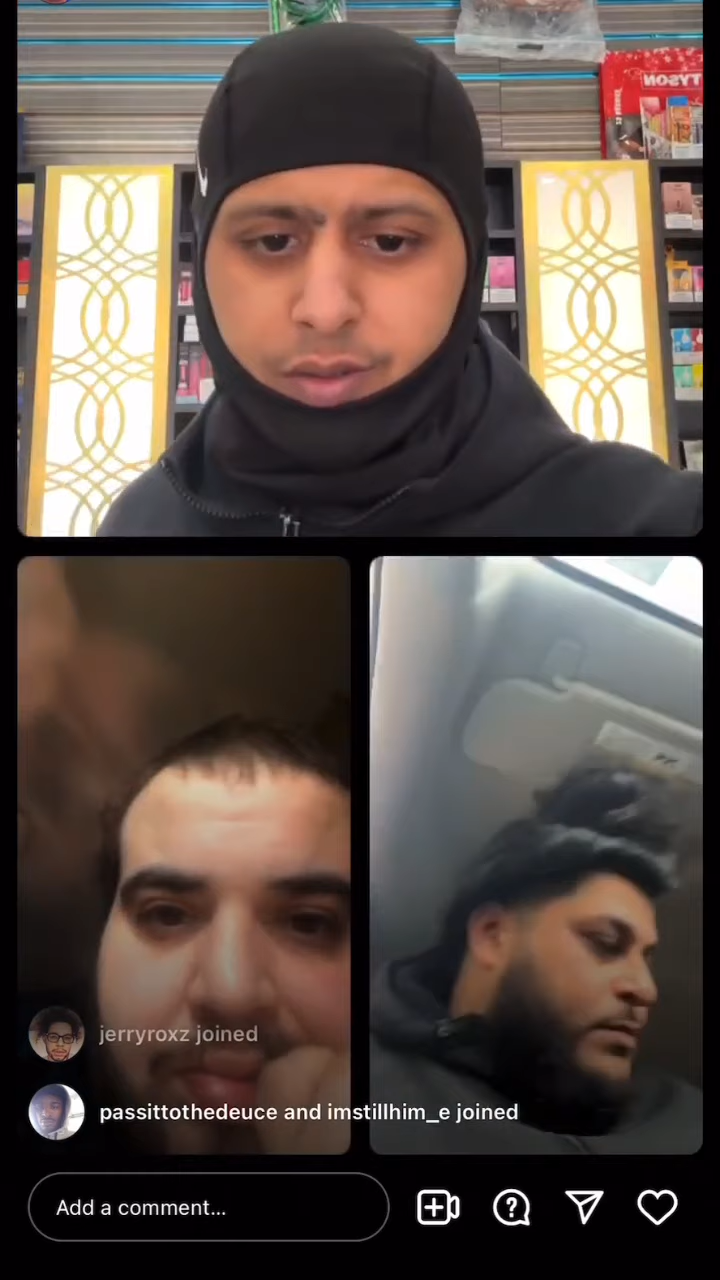 TYSON
jerryroxz joined
passittothedeuce and imstillhim_e joined
Add a comment...